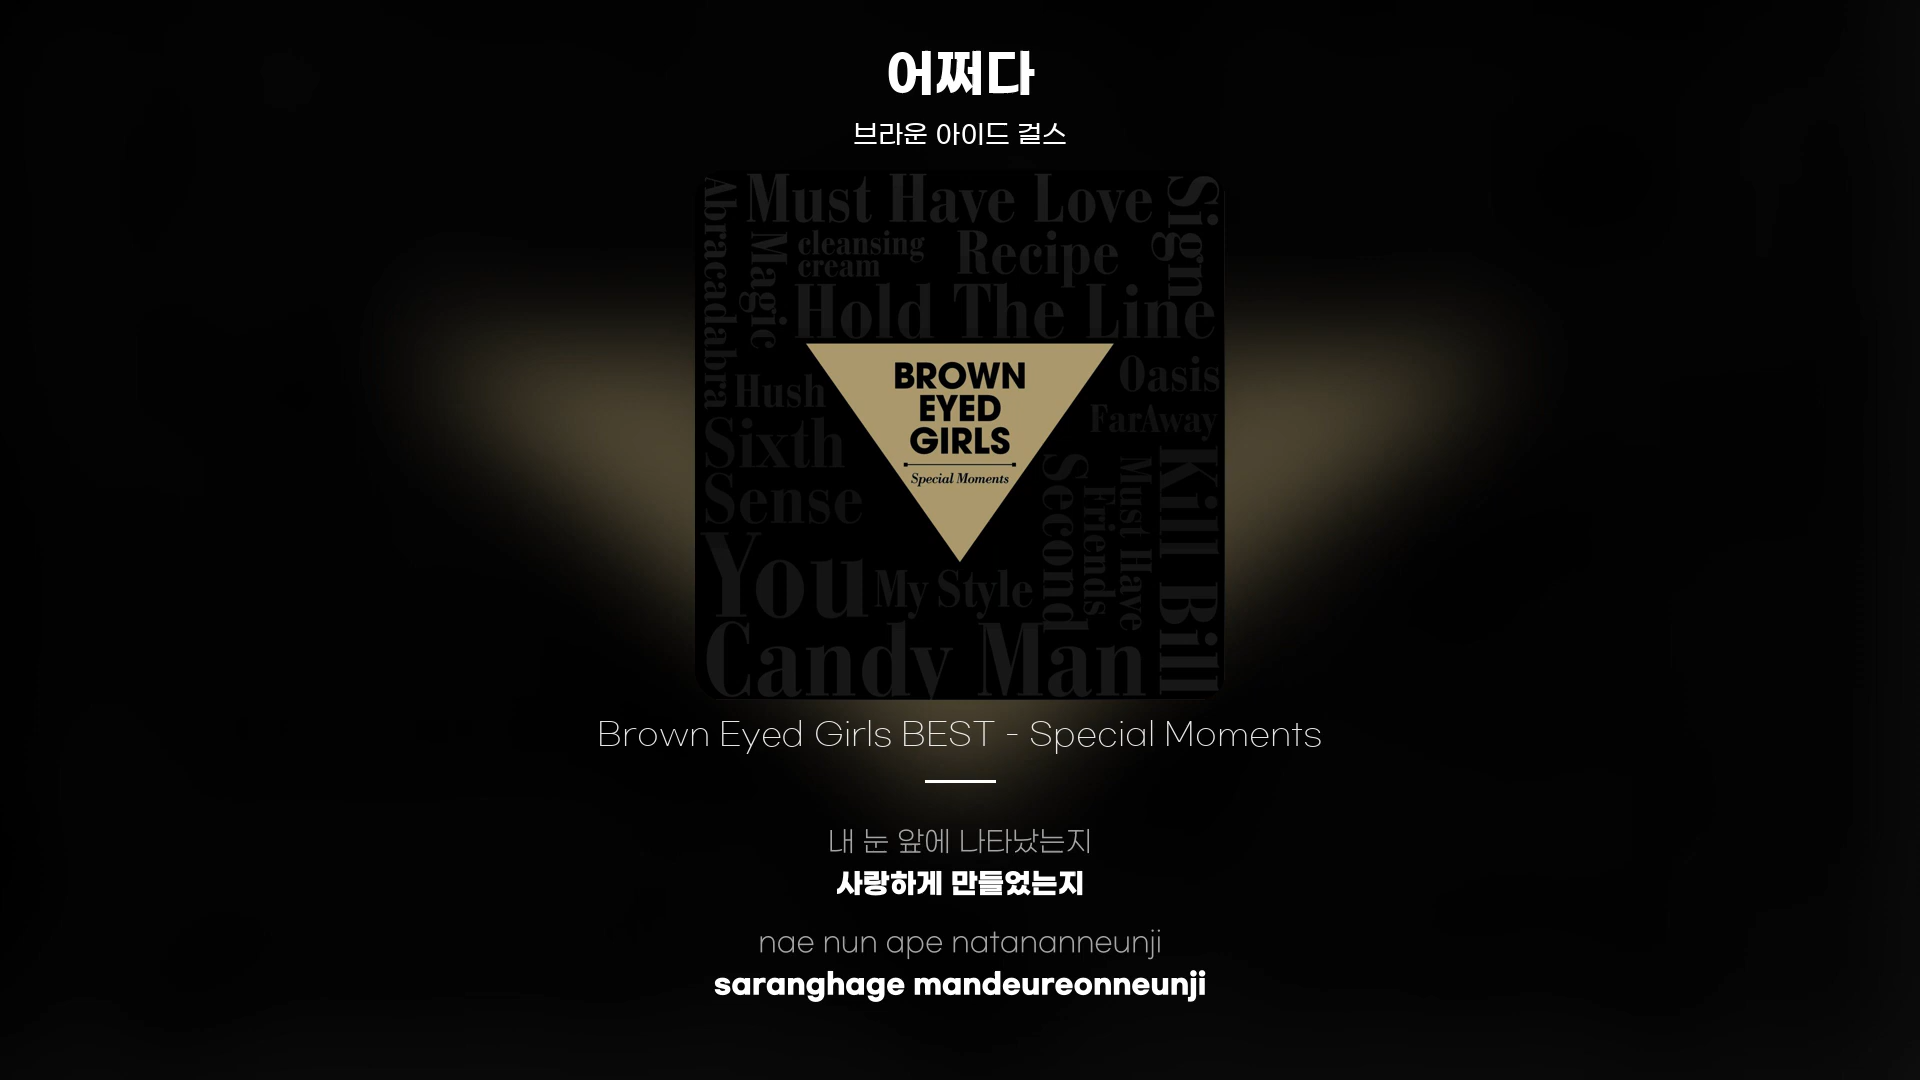 어쩌다
브라운 아이드 걸스
Abracadabra
Must Have Love
Sign
Magic
cleansing
cream
Recipe
Hold The Line
BROWN
EYED
GIRLS
Special Moments
Oasis
Hush
FarAway
Sixth
Sense
Second
Friends
Must Have
Kill Bill
You
My Style
Candy Man
Brown Eyed Girls BEST - Special Moments
내 눈 앞에 나타났는지
사랑하게 만들었는지
nae nun ape natananneunji
saranghage mandeureonneunji